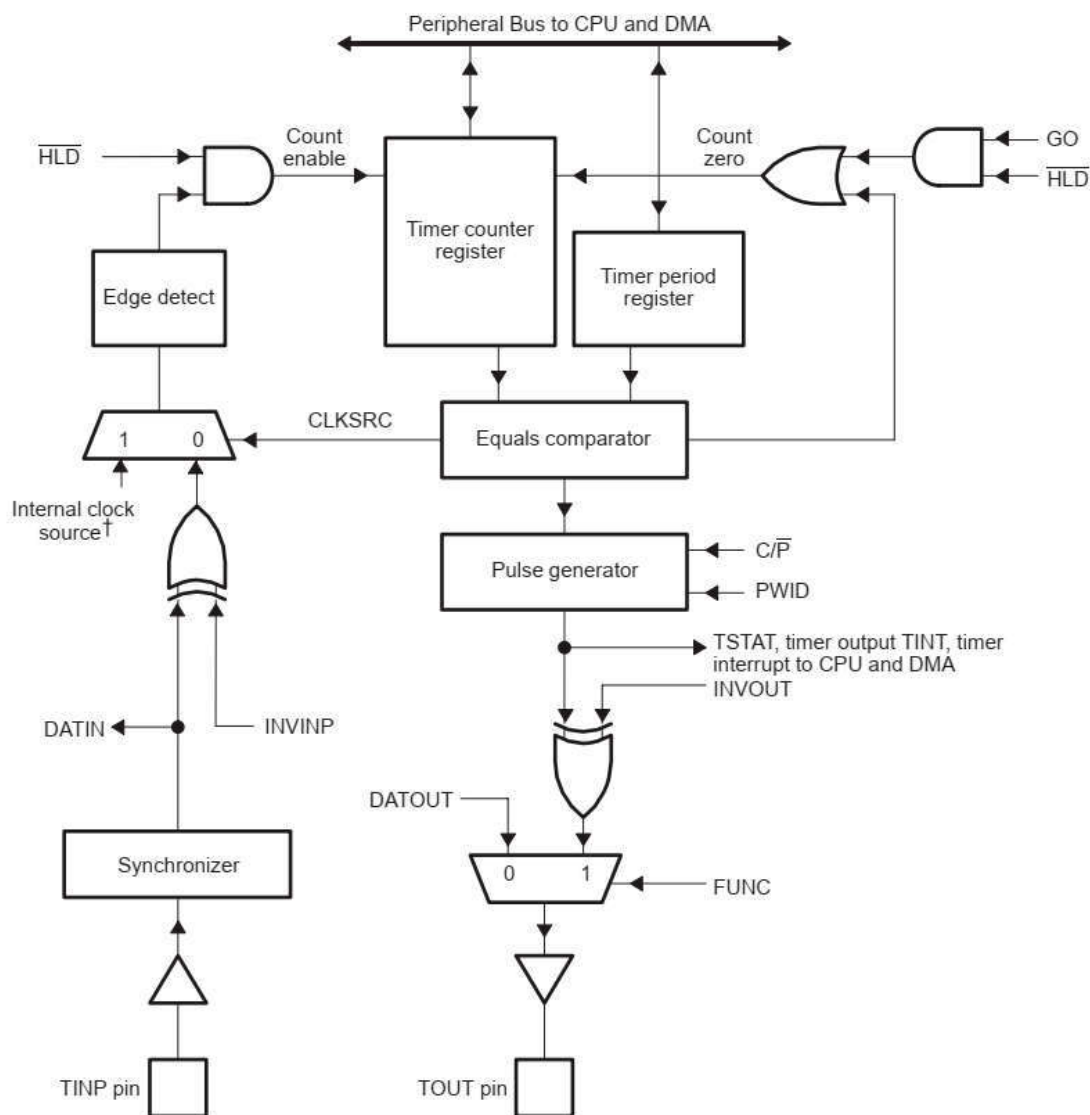 Peripheral Bus to CPU and DMA
H̅L̅D̅
Count
enable
Count
zero
GO
H̅L̅D̅
Timer counter
register
Timer period
register
Edge detect
CLKSRC
1 0
Equals comparator
Internal clock
source†
Pulse generator
C/P̅
PWID
TSTAT, timer output TINT, timer
interrupt to CPU and DMA
INVOUT
DATIN
INVINP
DATOUT
Synchronizer
0 1
FUNC
TINP pin
TOUT pin